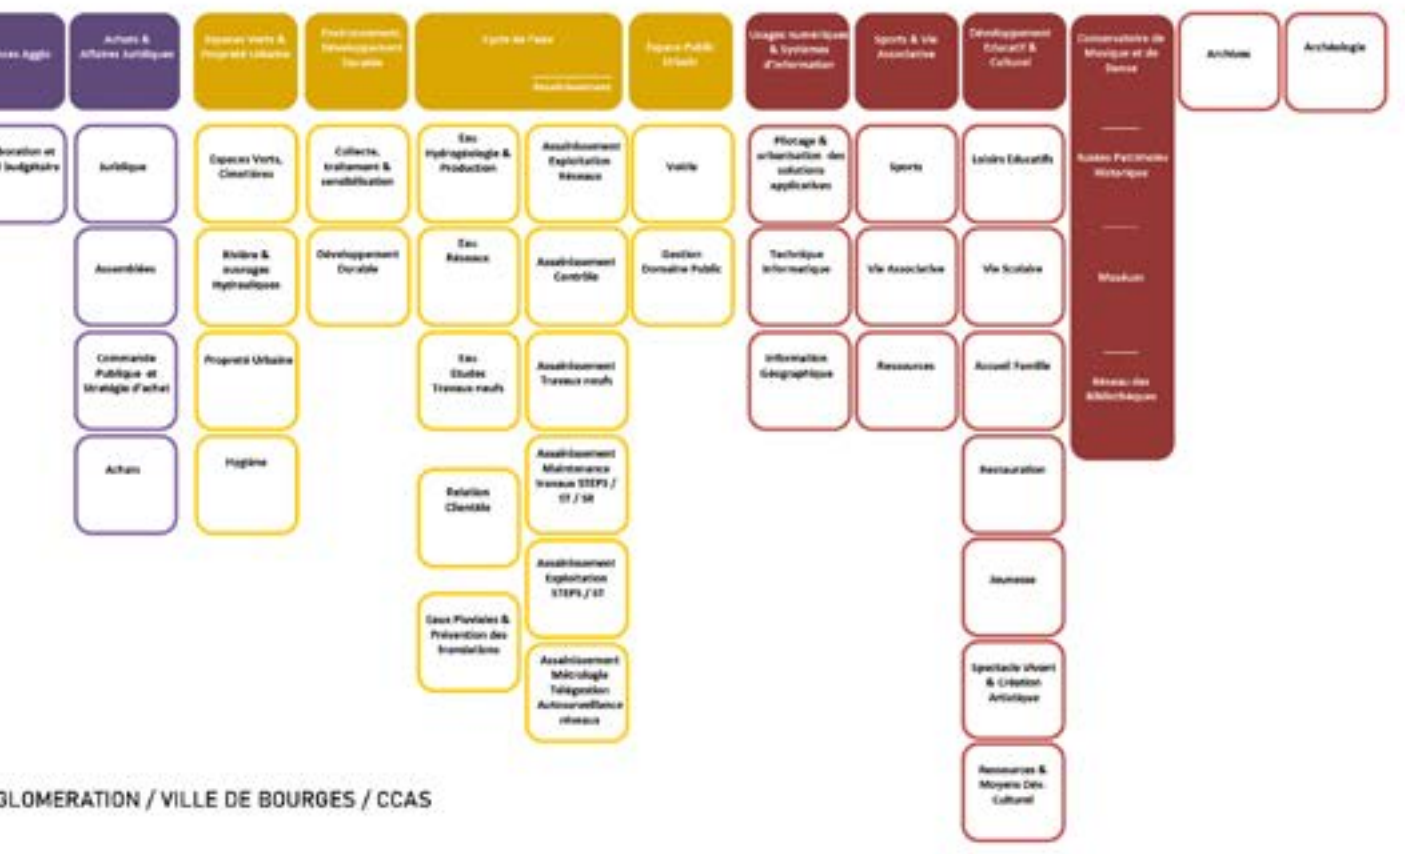 Agglo
Achats &
Affaires Juridiques
Espaces Verts &
Propreté Urbaine
Environnement,
Développement
Durable
Cycle de l'eau
Assainissement
Espace Public
Urbain
Usages numériques
& Systèmes
d'information
Sports & Vie
Associative
Développement
Educatif &
Culturel
Conservatoire de
Musique et de
Danse
Archives
Archéologie
budgétaire
Juridique
Assemblées
Commande
Publique et
Stratégie d'achat
Achats
Espaces Verts,
Cimetières
Rivière &
ouvrages
Hydrauliques
Propreté Urbaine
Hygiène
Collecte,
traitement &
sensibilisation
Développement
Durable
Eau
Hydrogéologie &
Production
Eau
Réseaux
Eau
Etudes
Travaux neufs
Relation
Clientèle
Eaux Pluviales &
Prévention des
Inondations
Assainissement
Exploitation
Réseaux
Assainissement
Contrôle
Assainissement
Travaux neufs
Assainissement
Maintenance
travaux STEPS /
ST / SR
Assainissement
Exploitation
STEPS / ST
Assainissement
Métrologie
Télégestion
Autosurveillance
réseaux
Voirie
Gestion
Domaine Public
Pilotage &
urbanisation des
solutions
applicatives
Technique
Informatique
Information
Géographique
Sports
Vie Associative
Ressources
Loisirs Educatifs
Vie Scolaire
Accueil Famille
Restauration
Jeunesse
Spectacle Vivant
& Création
Artistique
Ressources &
Moyens Dév.
Culturel
Musées Patrimoine
Historique
Muséum
Réseau des
Bibliothèques
GLOMERATION / VILLE DE BOURGES / CCAS